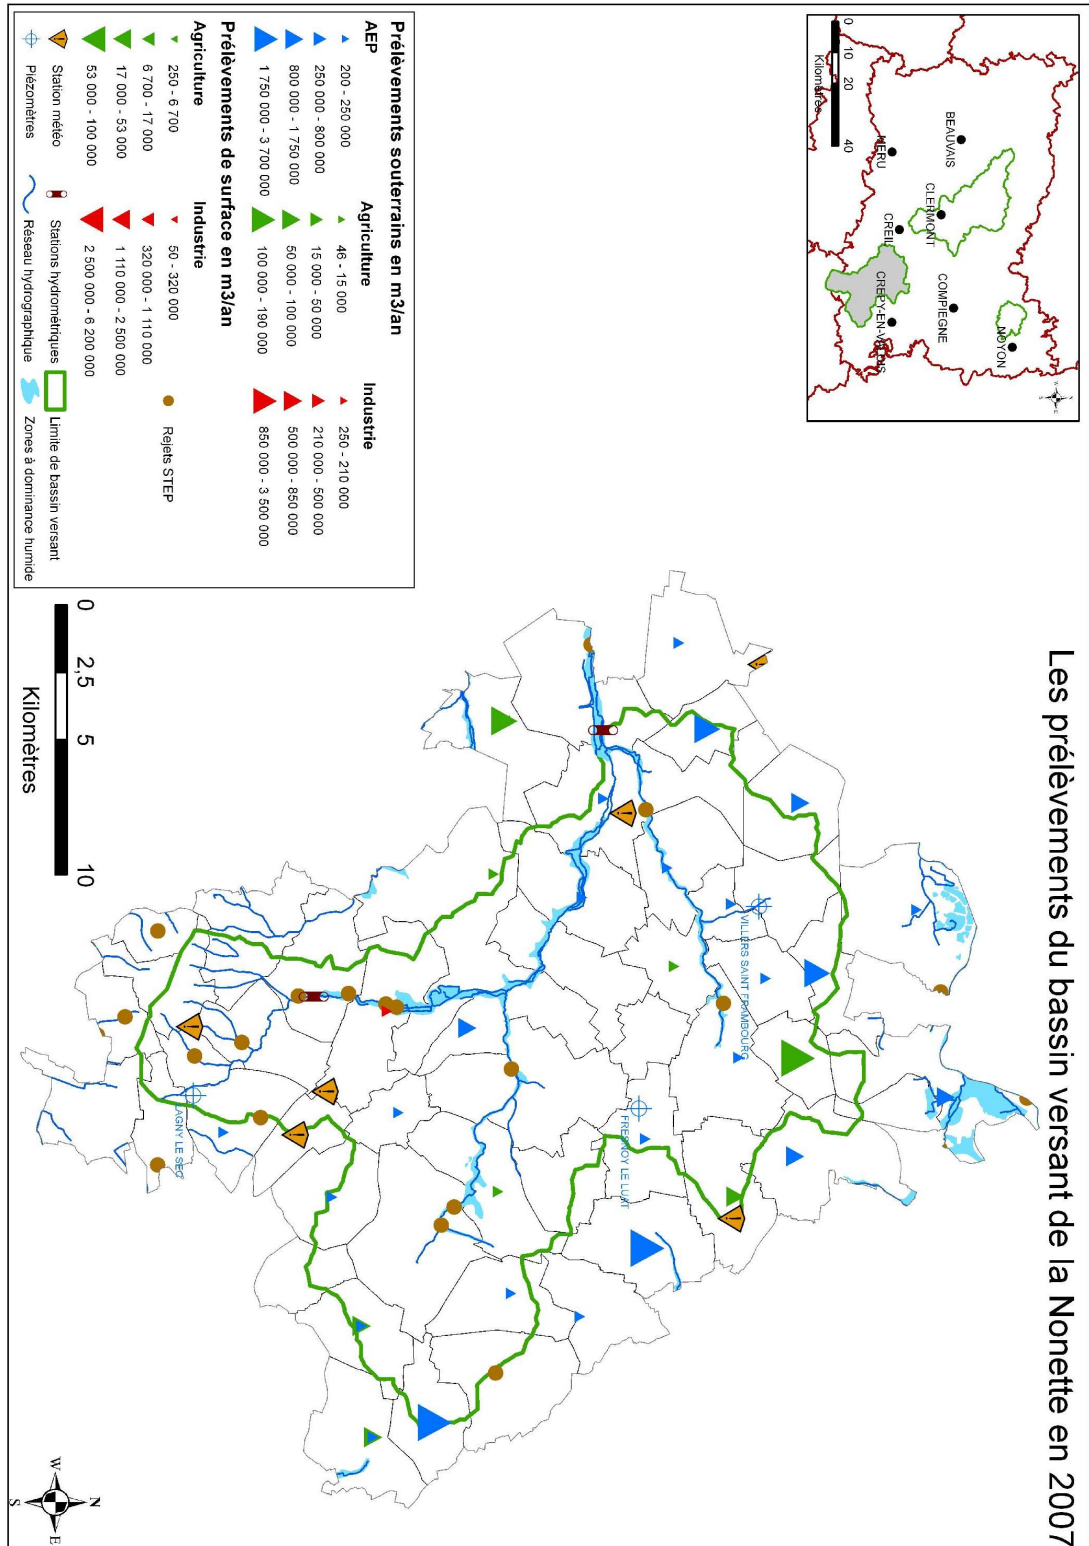 Les prélèvements du bassin versant de la Nonette en 2007
0 10 20 40
Kilomètres
BEAUVAIS
MERU
CLERMONT
CREIL
COMPIEGNE
CREPY-EN-VALOIS
NOYON
N
W E
S
VILLERS SAINT FRAMBOURG
FRESNOY LE LUAT
LAGNY LE SEC
Prélèvements souterrains en m3/an
AEP Agriculture Industrie
200 - 250 000 46 - 15 000 250 - 210 000
250 000 - 800 000 15 000 - 50 000 210 000 - 500 000
800 000 - 1 750 000 50 000 - 100 000 500 000 - 850 000
1 750 000 - 3 700 000 100 000 - 190 000 850 000 - 3 500 000
Prélèvements de surface en m3/an
Agriculture Industrie
250 - 6 700 50 - 320 000 Rejets STEP
6 700 - 17 000 320 000 - 1 110 000
17 000 - 53 000 1 110 000 - 2 500 000
53 000 - 100 000 2 500 000 - 6 200 000
Station météo Stations hydrométriques Limite de bassin versant
Piézomètres Réseau hydrographique Zones à dominance humide
0 2,5 5 10
Kilomètres
N
W E
S